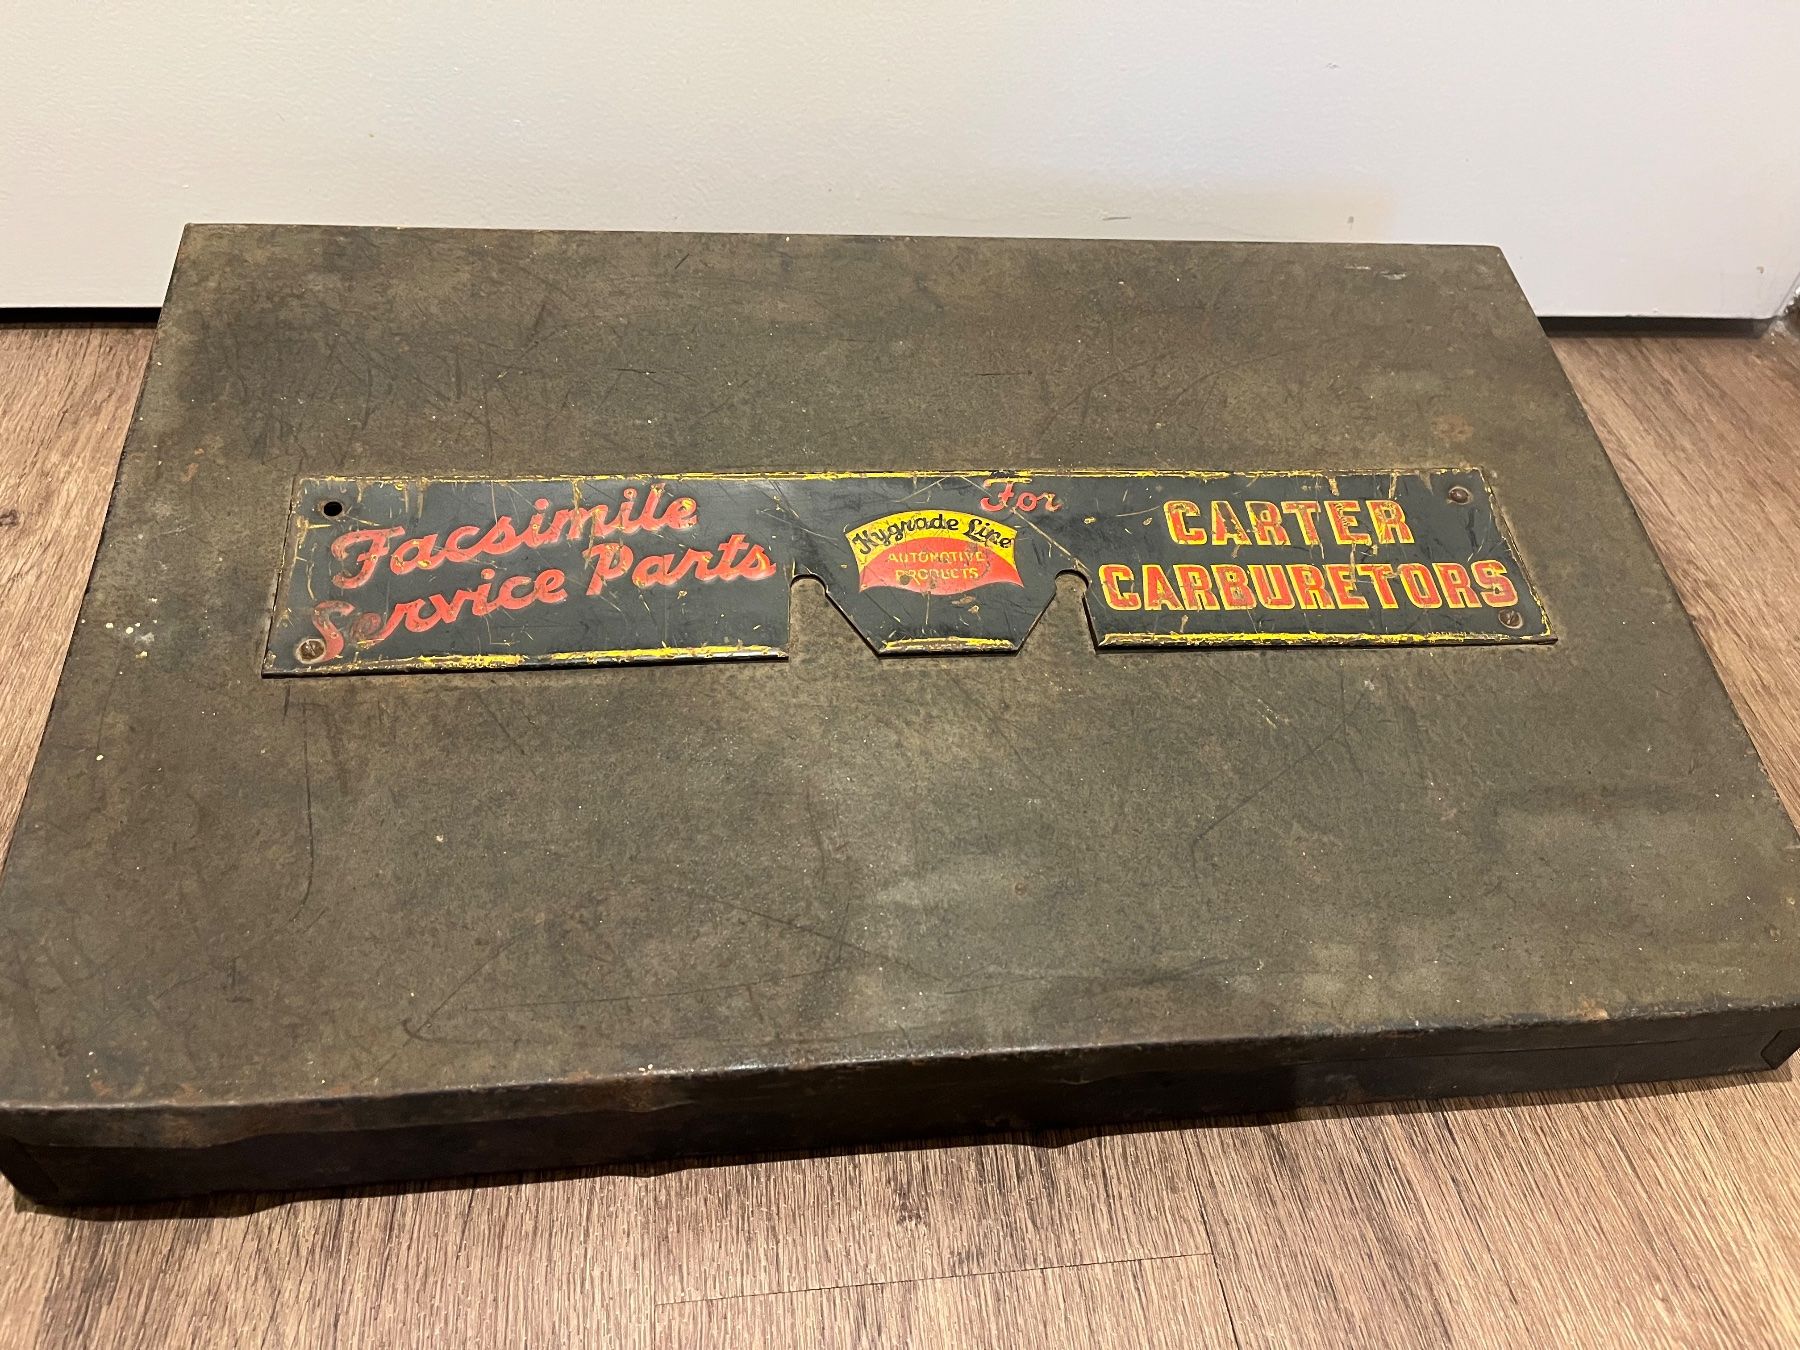 Facsimile
Service Parts
For
Hygrade Line
AUTOMOTIVE
PRODUCTS
CARTER
CARBURETORS